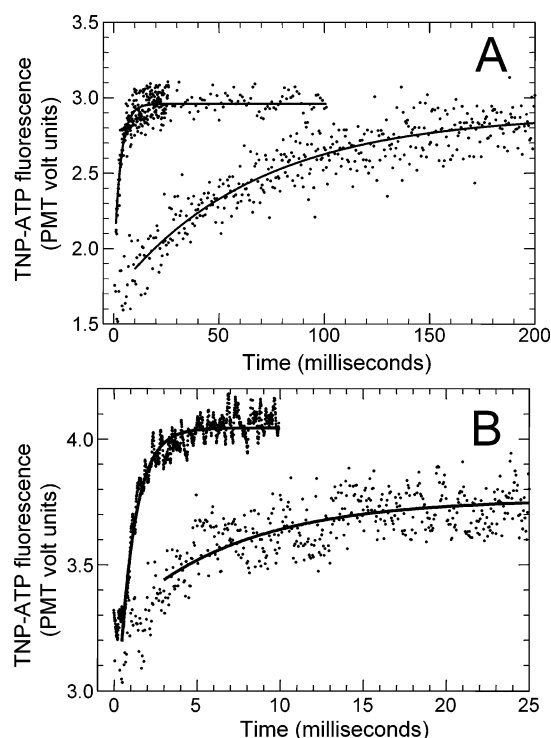 3.5
A
3.0
2.5
2.0
1.5
TNP-ATP fluorescence
(PMT volt units)
0 50 100 150 200
Time (milliseconds)
B
4.0
3.5
3.0
TNP-ATP fluorescence
(PMT volt units)
0 5 10 15 20 25
Time (milliseconds)